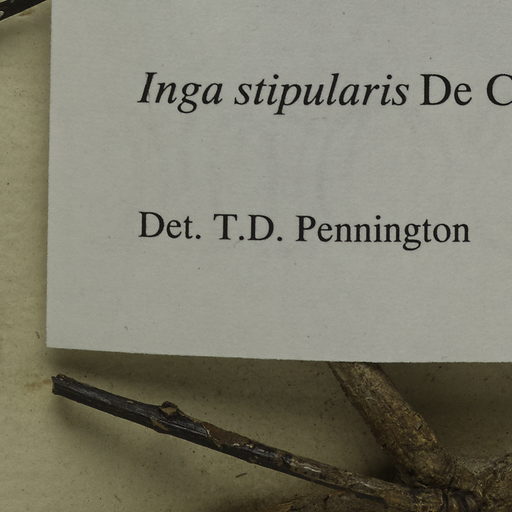 Inga stipularis De
Det. T.D. Pennington